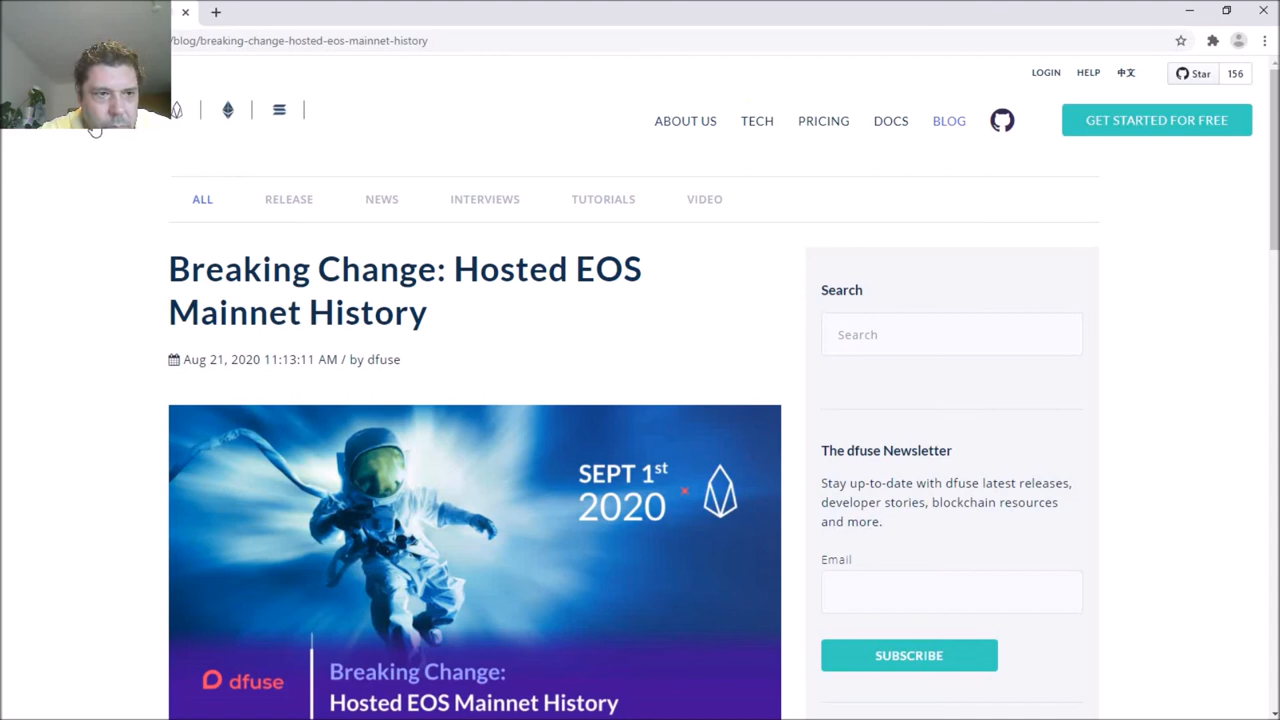 /blog/breaking-change-hosted-eos-mainnet-history
LOGIN HELP 中文 Star 156
ABOUT US TECH PRICING DOCS BLOG GET STARTED FOR FREE
ALL RELEASE NEWS INTERVIEWS TUTORIALS VIDEO
Breaking Change: Hosted EOS
Mainnet History
Aug 21, 2020 11:13:11 AM / by dfuse
SEPT 1st
2020
dfuse
Breaking Change:
Hosted EOS Mainnet History
Search
Search
The dfuse Newsletter
Stay up-to-date with dfuse latest releases,
developer stories, blockchain resources
and more.
Email
SUBSCRIBE